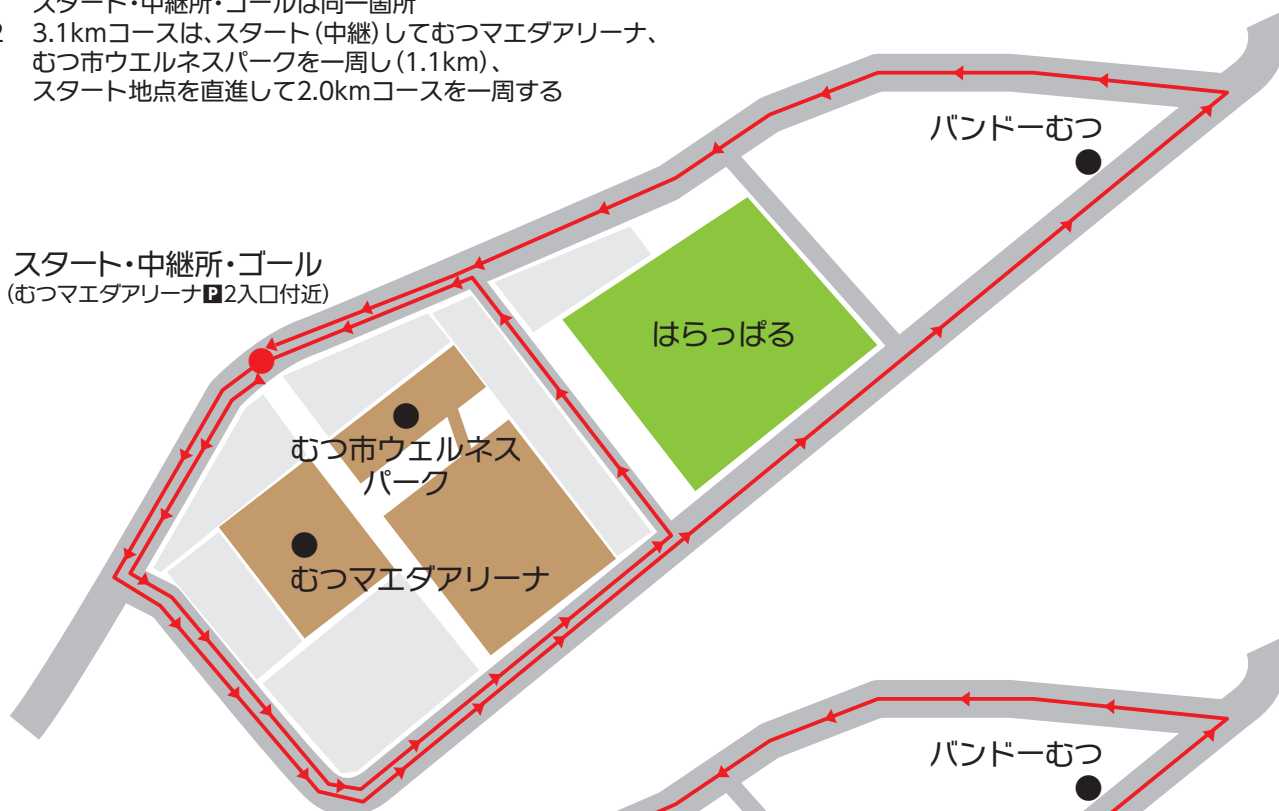 スタート・中継所・ゴールは同一箇所
2 3.1kmコースは、スタート(中継)してむつマエダアリーナ、
むつ市ウエルネスパークを一周し(1.1km)、
スタート地点を直進して2.0kmコースを一周する
バンドーむつ
スタート・中継所・ゴール
(むつマエダアリーナP2入口付近)
はらっぱる
むつ市ウェルネス
パーク
むつマエダアリーナ
バンドーむつ